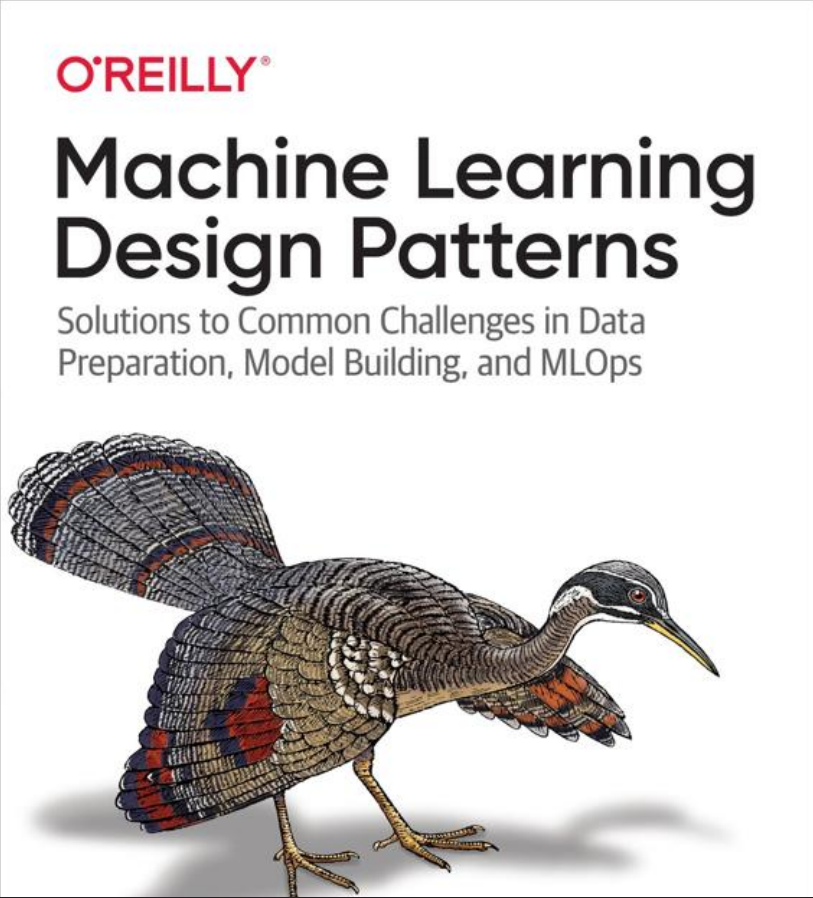 O'REILLY®
Machine Learning
Design Patterns
Solutions to Common Challenges in Data
Preparation, Model Building, and MLOps